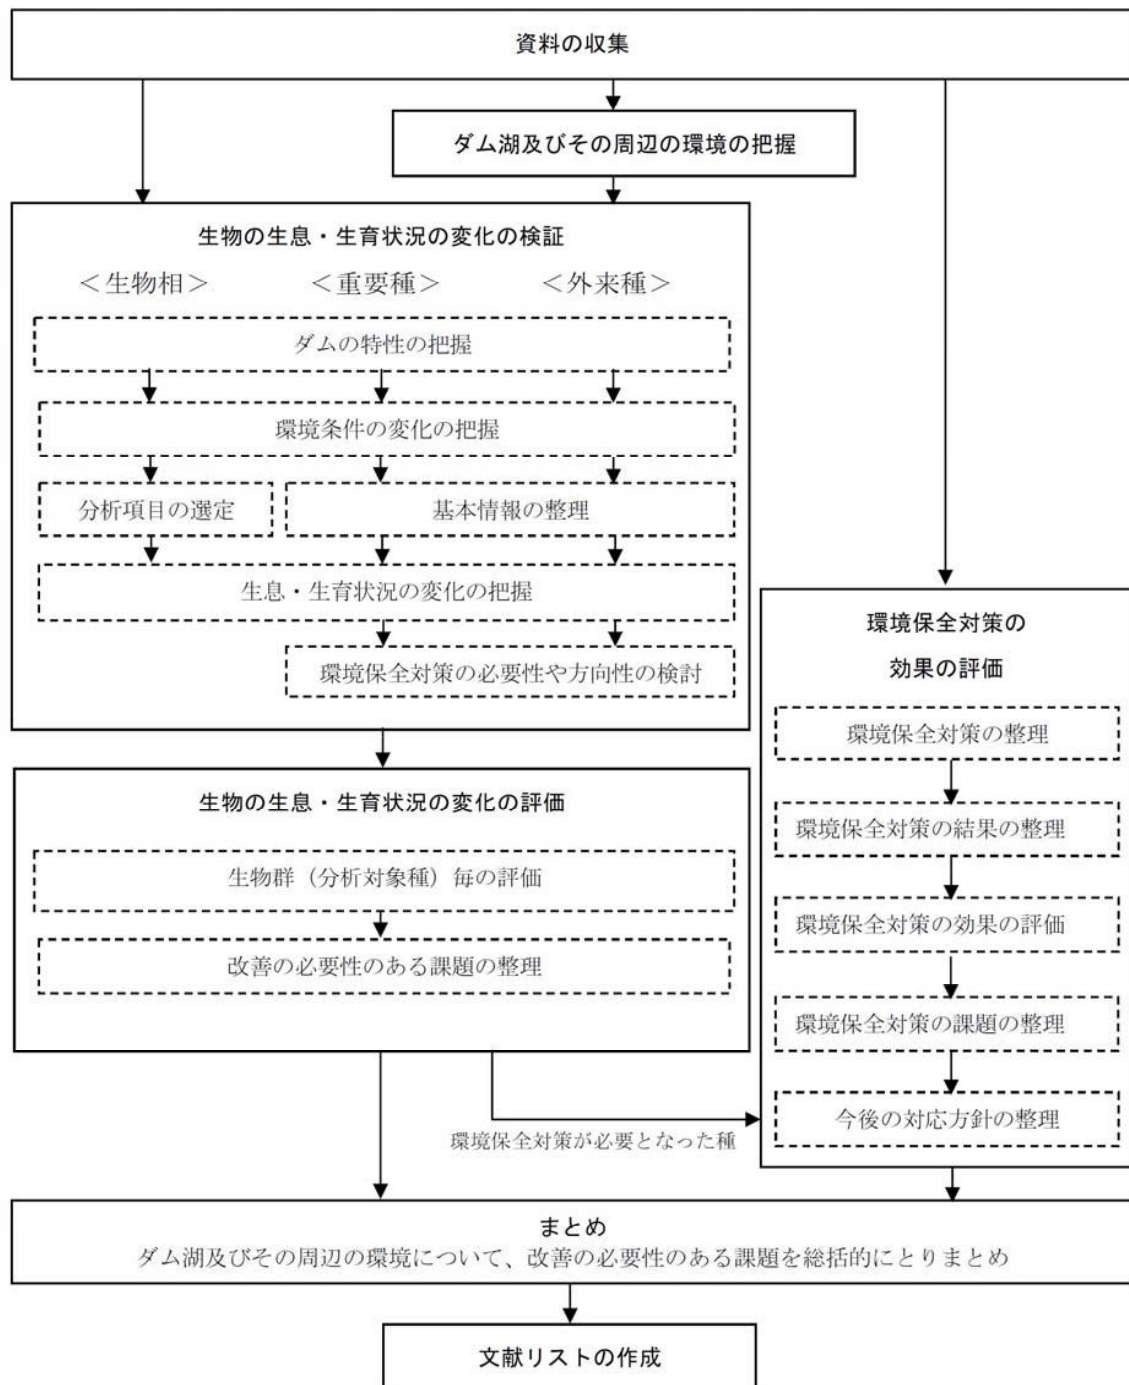 資料の収集
ダム湖及びその周辺の環境の把握
生物の生息・生育状況の変化の検証
＜生物相＞
＜重要種＞
＜外来種＞
ダムの特性の把握
環境条件の変化の把握
分析項目の選定
基本情報の整理
生息・生育状況の変化の把握
環境保全対策の必要性や方向性の検討
生物の生息・生育状況の変化の評価
生物群（分析対象種）毎の評価
改善の必要性のある課題の整理
環境保全対策が必要となった種
環境保全対策の
効果の評価
環境保全対策の整理
環境保全対策の結果の整理
環境保全対策の効果の評価
環境保全対策の課題の整理
今後の対応方針の整理
まとめ
ダム湖及びその周辺の環境について、改善の必要性のある課題を総括的にとりまとめ
文献リストの作成